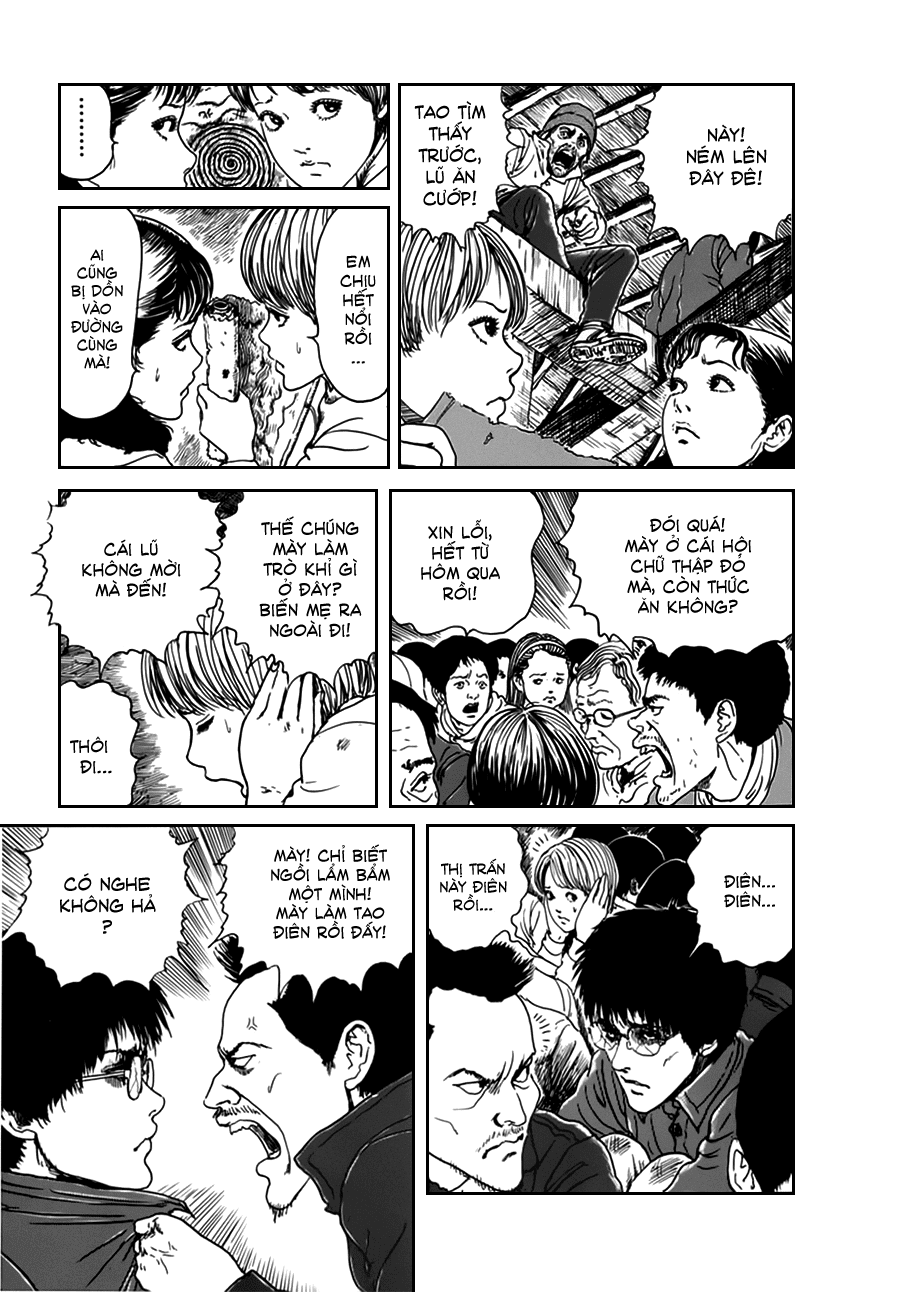 NÀY!
NÉM LÊN
ĐÂY ĐÊ!
TAO TÌM
THẤY
TRƯỚC,
LŨ ĂN
CƯỚP!
.........
EM
CHỊU
HẾT
NỔI
RỒI
...
AI
CŨNG
BỊ DỒN
VÀO
ĐƯỜNG
CÙNG
MÀ!
ĐÓI QUÁ!
MÀY Ở CÁI HỘI
CHỮ THẬP ĐỎ
MÀ, CÒN THỨC
ĂN KHÔNG?
XIN LỖI,
HẾT TỪ
HÔM QUA
RỒI!
THẾ CHÚNG
MÀY LÀM
TRÒ KHỈ GÌ
Ở ĐÂY?
BIẾN MẸ RA
NGOÀI ĐI!
CÁI LŨ
KHÔNG MỜI
MÀ ĐẾN!
THÔI
ĐI...
ĐIÊN...
ĐIÊN...
THỊ TRẤN
NÀY ĐIÊN
RỒI...
MÀY! CHỈ BIẾT
NGỒI LẨM BẨM
MỘT MÌNH!
MÀY LÀM TAO
ĐIÊN RỒI ĐẤY!
CÓ NGHE
KHÔNG HẢ
?